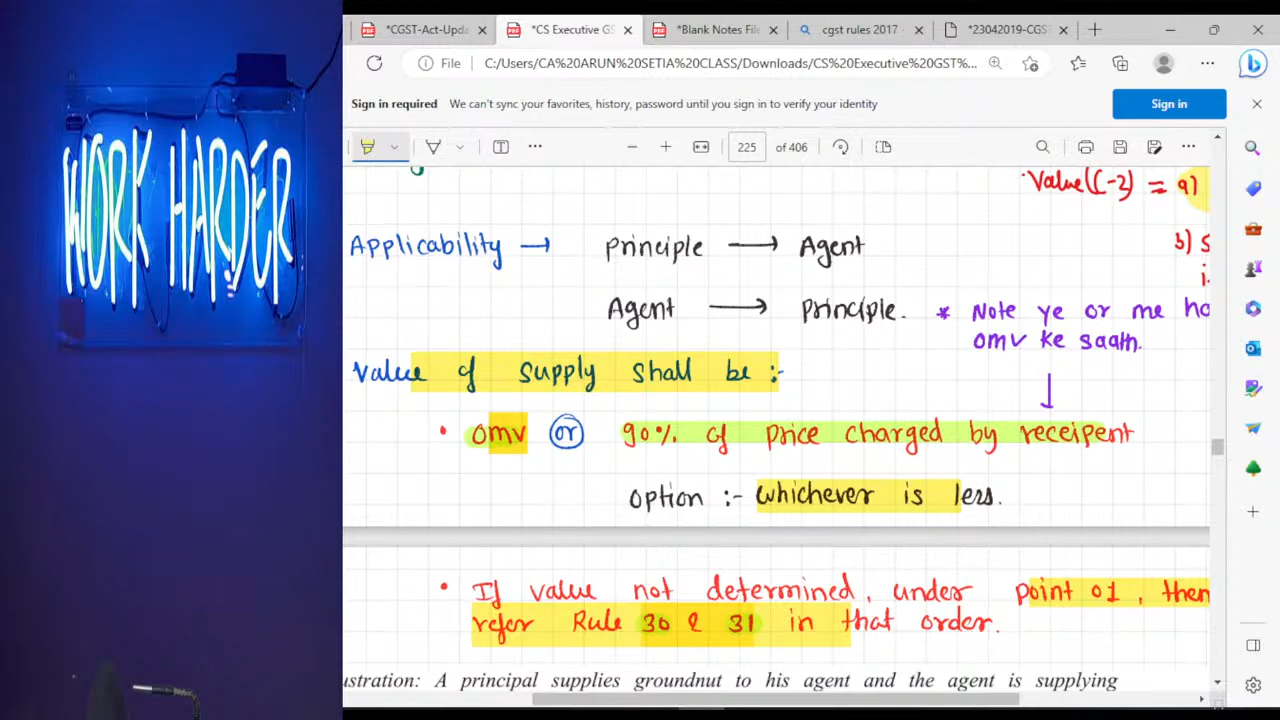 WORK HARDER
*CGST-Act-Upda
*CS Executive GS
*Blank Notes File
cgst rules 2017
*23042019-CGST
File
C:/Users/CA%20ARUN%20SETIA%20CLASS/Downloads/CS%20Executive%20GST%...
Sign in required We can't sync your favorites, history, password until you sign in to verify your identity
Sign in
225 of 406
Value (-2) = a)
Applicability → principle → Agent
b) S
Agent → principle. * Note ye or me ho
omv ke saath.
Value of supply shall be :-
• OMV or 90% of price charged by receipent
option :- whichever is less.
• If value not determined, under point 01, then
refer Rule 30 & 31 in that order.
ustration: A principal supplies groundnut to his agent and the agent is supplying